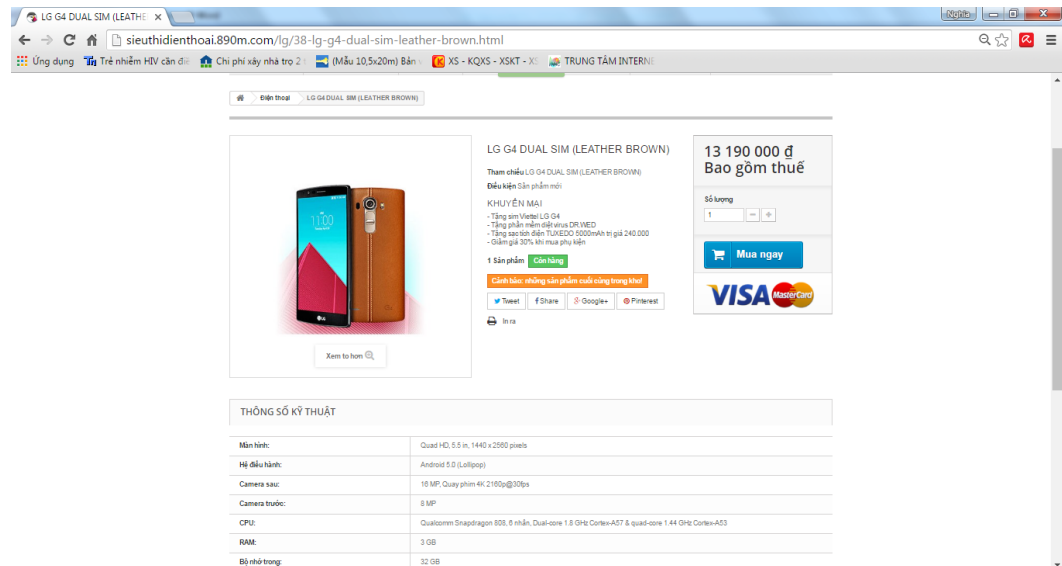 LG G4 DUAL SIM (LEATHE
Nghĩa
sieuthidienthoai.890m.com/lg/38-lg-g4-dual-sim-leather-brown.html
Ứng dụng Trẻ nhiễm HIV cần đi Chi phí xây nhà trọ 2 (Mẫu 10,5x20m) Bản XS - KQXS - XSKT - XS TRUNG TÂM INTERNE
Điện thoại LG G4 DUAL SIM (LEATHER BROWN)
LG G4 DUAL SIM (LEATHER BROWN)
Tham chiếu LG G4 DUAL SIM (LEATHER BROWN)
Điều kiện Sản phẩm mới
KHUYẾN MẠI
- Tặng sim Viettel LG G4
- Tặng phần mềm diệt virus DR.WED
- Tặng sạc tích điện TUXEDO 5000mAh trị giá 240.000
- Giảm giá 30% khi mua phụ kiện
1 Sản phẩm Còn hàng
Cảnh báo: những sản phẩm cuối cùng trong kho!
Tweet Share Google+ Pinterest
In ra
13 190 000 ₫
Bao gồm thuế
Số lượng
1
Mua ngay
VISA MasterCard
11:00
LG
Xem to hơn
THÔNG SỐ KỸ THUẬT
Màn hình: Quad HD, 5.5 in, 1440 x 2560 pixels
Hệ điều hành: Android 5.0 (Lollipop)
Camera sau: 16 MP, Quay phim 4K 2160p@30fps
Camera trước: 8 MP
CPU: Qualcomm Snapdragon 808, 6 nhân, Dual-core 1.8 GHz Cortex-A57 & quad-core 1.44 GHz Cortex-A53
RAM: 3 GB
Bộ nhớ trong: 32 GB